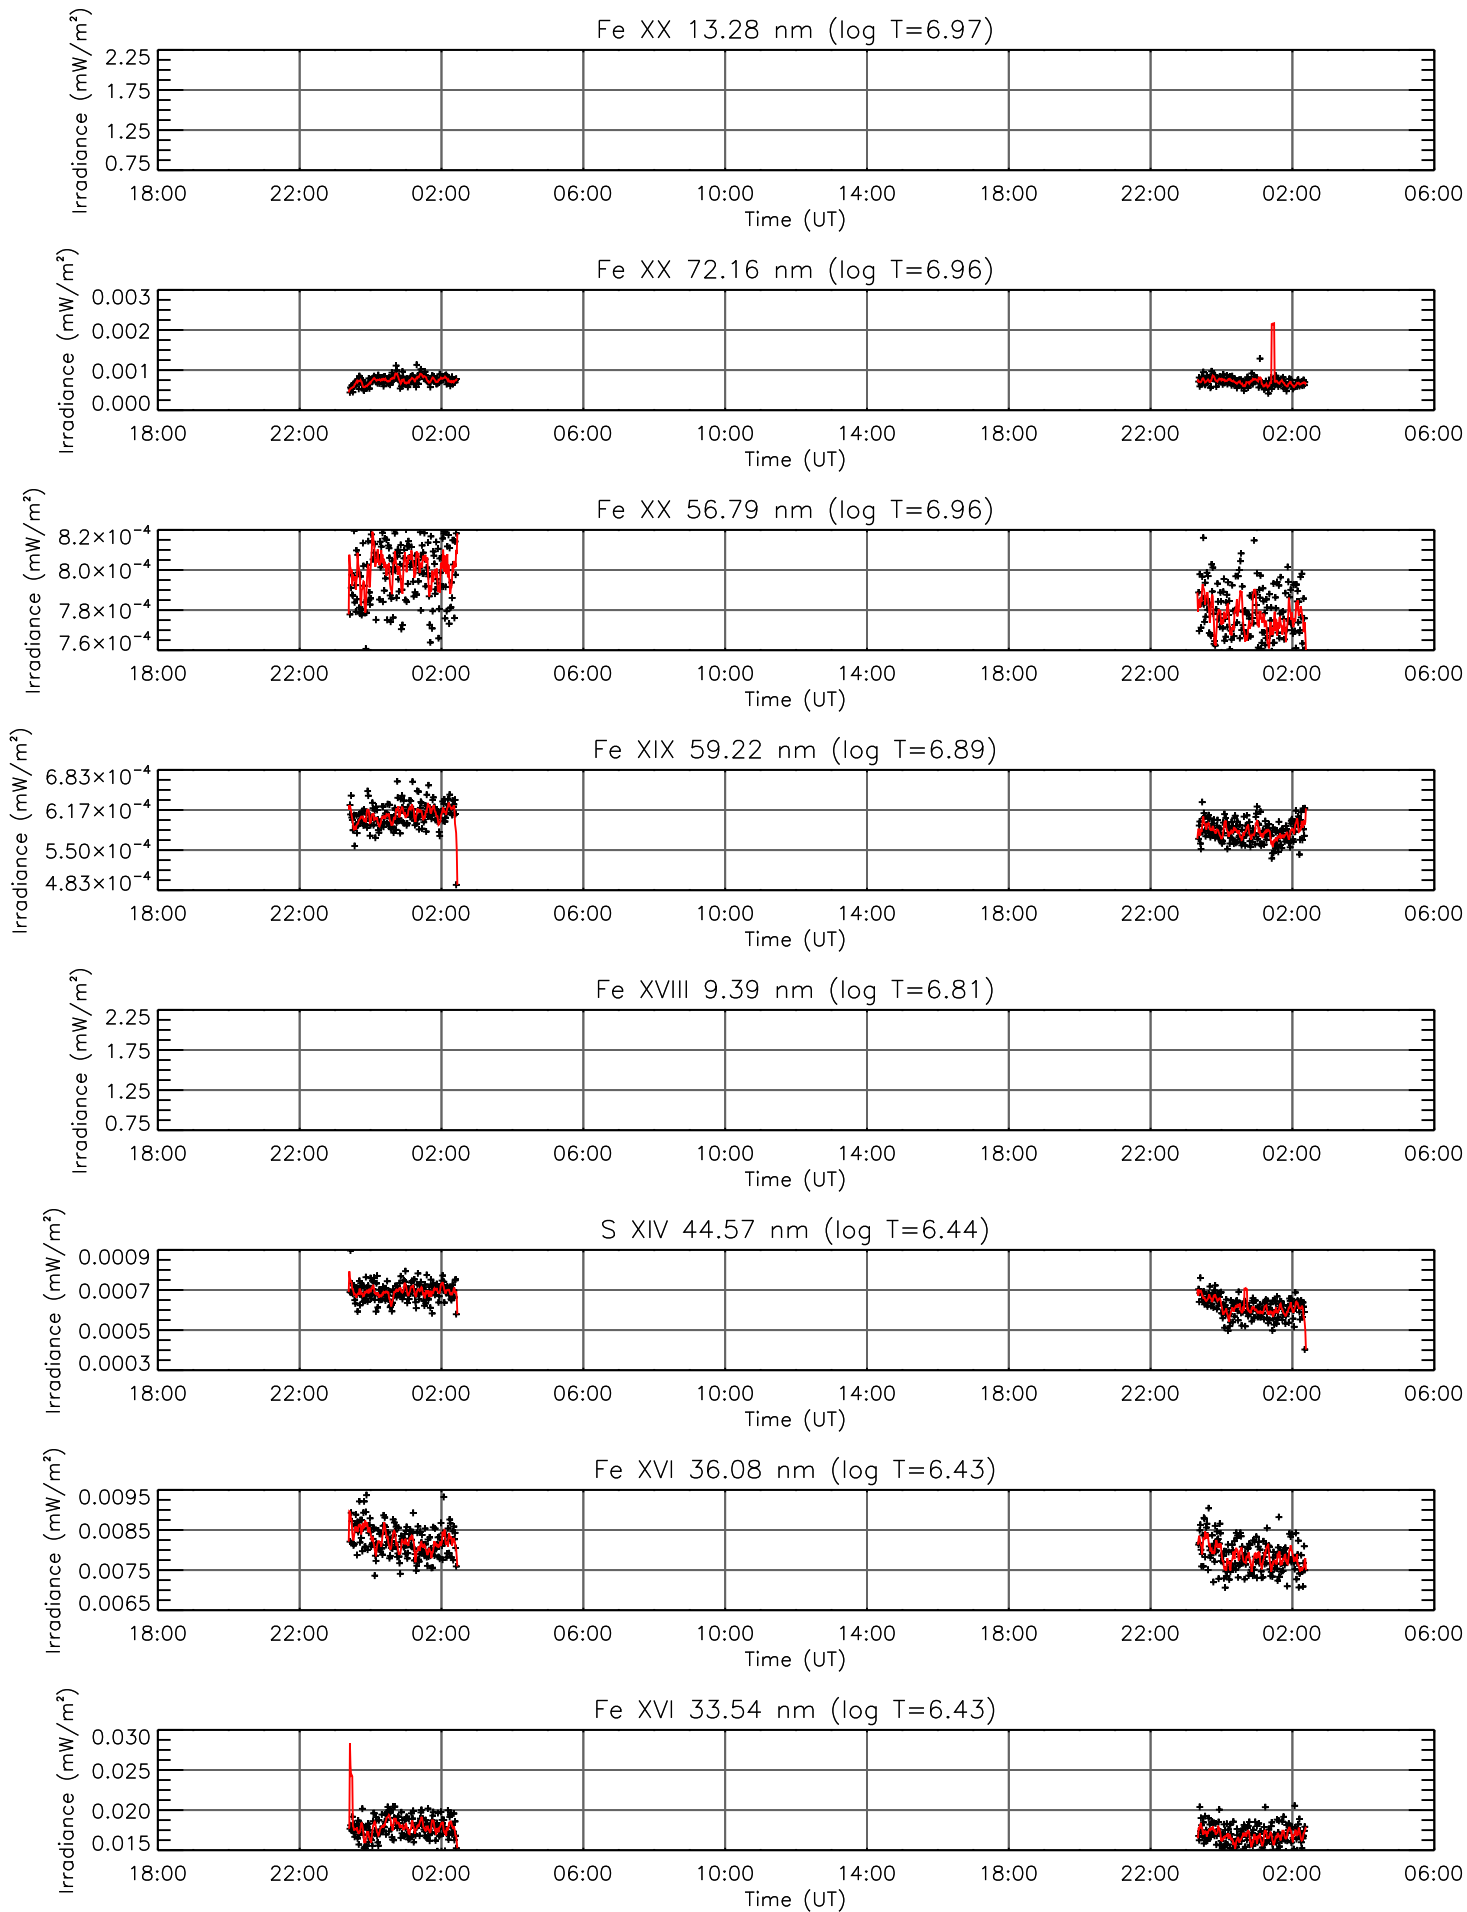 Fe XX 13.28 nm (log T=6.97)
Irradiance (mW/m²)
2.25
1.75
1.25
0.75
18:00 22:00 02:00 06:00 10:00 14:00 18:00 22:00 02:00 06:00
Time (UT)
Fe XX 72.16 nm (log T=6.96)
Irradiance (mW/m²)
0.003
0.002
0.001
0.000
18:00 22:00 02:00 06:00 10:00 14:00 18:00 22:00 02:00 06:00
Time (UT)
Fe XX 56.79 nm (log T=6.96)
Irradiance (mW/m²)
8.2×10⁻⁴
8.0×10⁻⁴
7.8×10⁻⁴
7.6×10⁻⁴
18:00 22:00 02:00 06:00 10:00 14:00 18:00 22:00 02:00 06:00
Time (UT)
Fe XIX 59.22 nm (log T=6.89)
Irradiance (mW/m²)
6.83×10⁻⁴
6.17×10⁻⁴
5.50×10⁻⁴
4.83×10⁻⁴
18:00 22:00 02:00 06:00 10:00 14:00 18:00 22:00 02:00 06:00
Time (UT)
Fe XVIII 9.39 nm (log T=6.81)
Irradiance (mW/m²)
2.25
1.75
1.25
0.75
18:00 22:00 02:00 06:00 10:00 14:00 18:00 22:00 02:00 06:00
Time (UT)
S XIV 44.57 nm (log T=6.44)
Irradiance (mW/m²)
0.0009
0.0007
0.0005
0.0003
18:00 22:00 02:00 06:00 10:00 14:00 18:00 22:00 02:00 06:00
Time (UT)
Fe XVI 36.08 nm (log T=6.43)
Irradiance (mW/m²)
0.0095
0.0085
0.0075
0.0065
18:00 22:00 02:00 06:00 10:00 14:00 18:00 22:00 02:00 06:00
Time (UT)
Fe XVI 33.54 nm (log T=6.43)
Irradiance (mW/m²)
0.030
0.025
0.020
0.015
18:00 22:00 02:00 06:00 10:00 14:00 18:00 22:00 02:00 06:00
Time (UT)